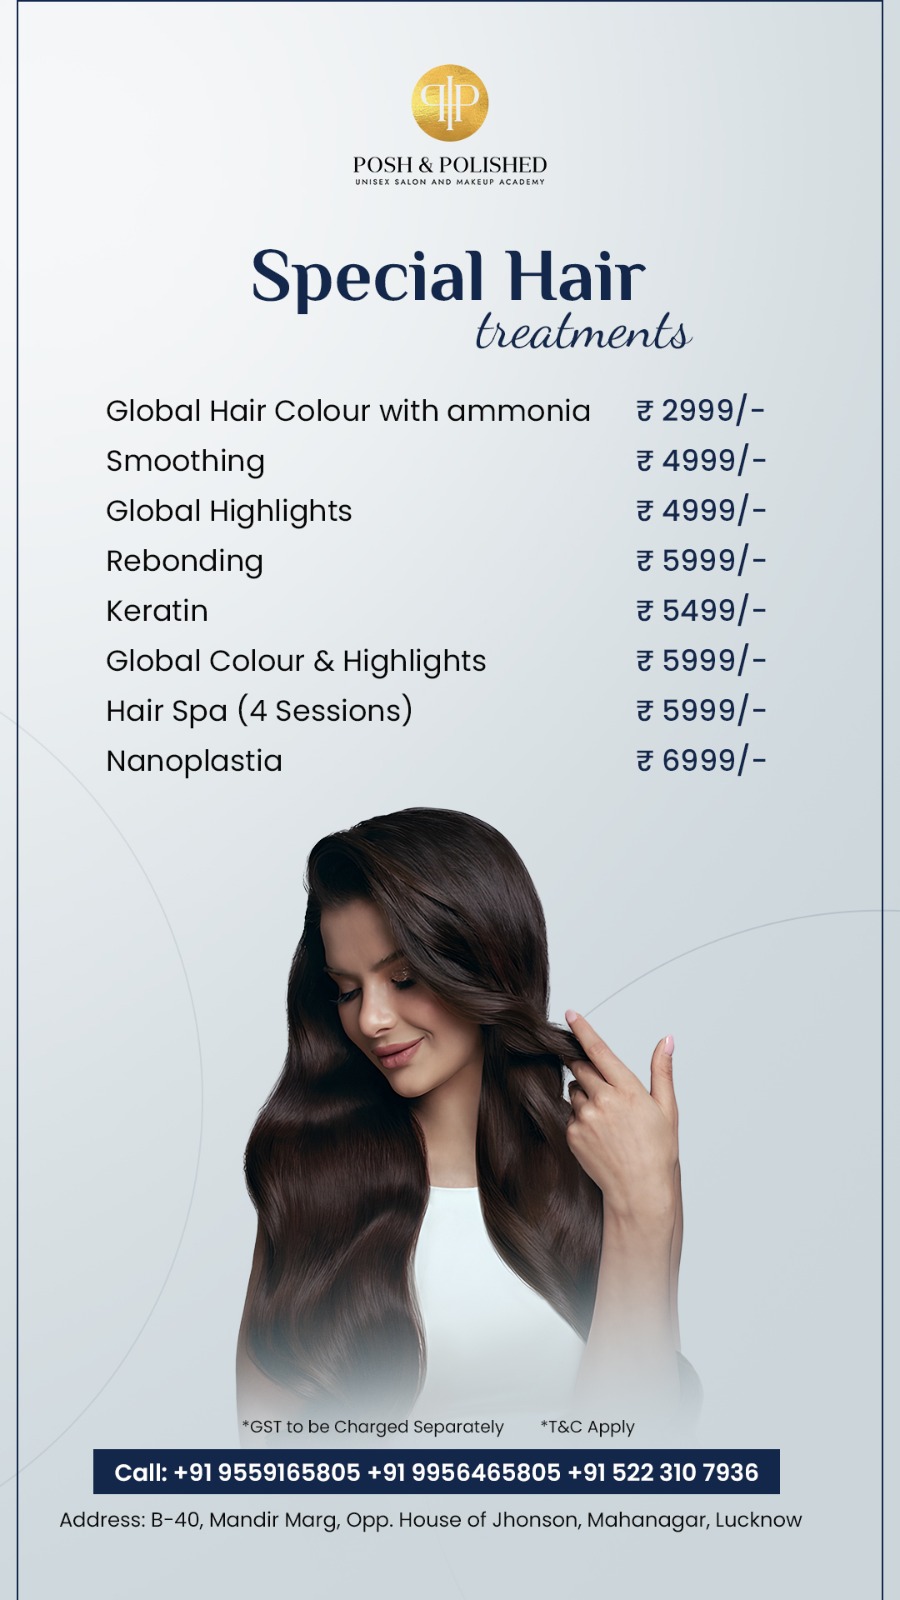 POSH & POLISHED
UNISEX SALON AND MAKEUP ACADEMY
Special Hair
treatments
Global Hair Colour with ammonia ₹ 2999/-
Smoothing ₹ 4999/-
Global Highlights ₹ 4999/-
Rebonding ₹ 5999/-
Keratin ₹ 5499/-
Global Colour & Highlights ₹ 5999/-
Hair Spa (4 Sessions) ₹ 5999/-
Nanoplastia ₹ 6999/-
*GST to be Charged Separately *T&C Apply
Call: +91 9559165805 +91 9956465805 +91 522 310 7936
Address: B-40, Mandir Marg, Opp. House of Jhonson, Mahanagar, Lucknow